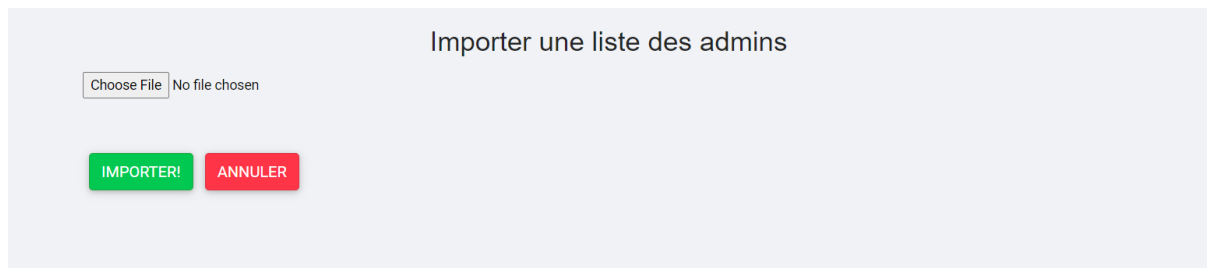 Importer une liste des admins
Choose File No file chosen
IMPORTER! ANNULER